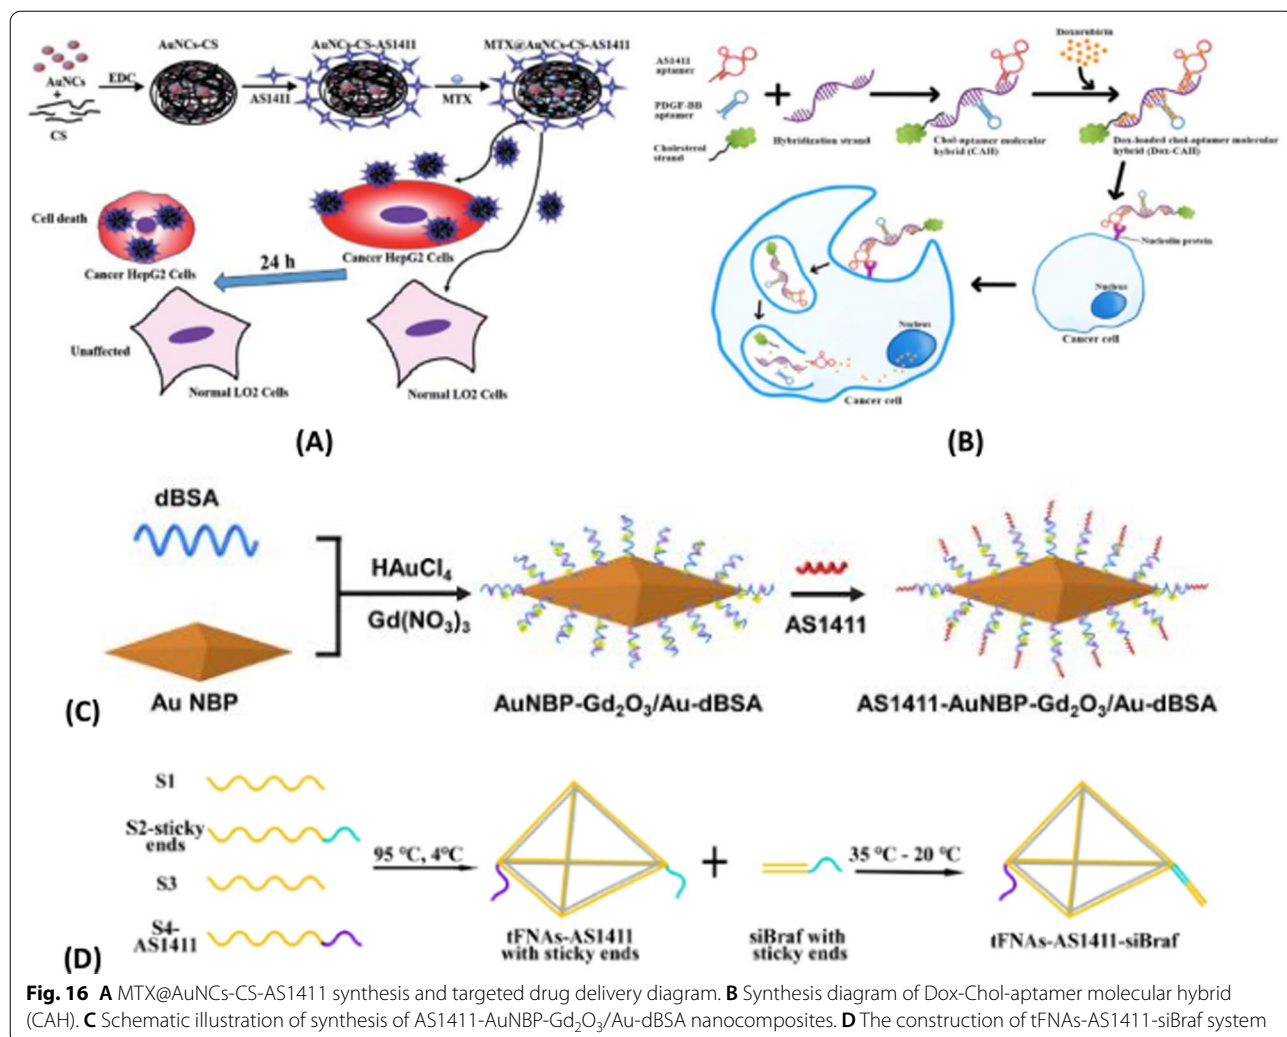 AuNCs-CS
AuNCs-CS-AS1411
MTX@AuNCs-CS-AS1411
AuNCs
+
CS
EDC
AS1411
MTX
Cell death
Cancer HepG2 Cells
Cancer HepG2 Cells
24 h
Unaffected
Normal LO2 Cells
Normal LO2 Cells
(A)
AS1411
aptamer
PDGF-BB
aptamer
Cholesterol
strand
+
Hybridization strand
Chol-aptamer molecular
hybrid (CAH)
Doxorubicin
Dox-loaded chol-aptamer molecular
hybrid (Dox-CAH)
Nucleolin protein
Nucleus
Cancer cell
Nucleus
Cancer cell
(B)
dBSA
Au NBP
HAuCl₄
Gd(NO₃)₃
AuNBP-Gd₂O₃/Au-dBSA
AS1411
AS1411-AuNBP-Gd₂O₃/Au-dBSA
(C)
S1
S2-sticky
ends
S3
S4-
AS1411
95 °C, 4°C
tFNAs-AS1411
with sticky ends
+
siBraf with
sticky ends
35 °C - 20 °C
tFNAs-AS1411-siBraf
(D)
Fig. 16 A MTX@AuNCs-CS-AS1411 synthesis and targeted drug delivery diagram. B Synthesis diagram of Dox-Chol-aptamer molecular hybrid
(CAH). C Schematic illustration of synthesis of AS1411-AuNBP-Gd₂O₃/Au-dBSA nanocomposites. D The construction of tFNAs-AS1411-siBraf system